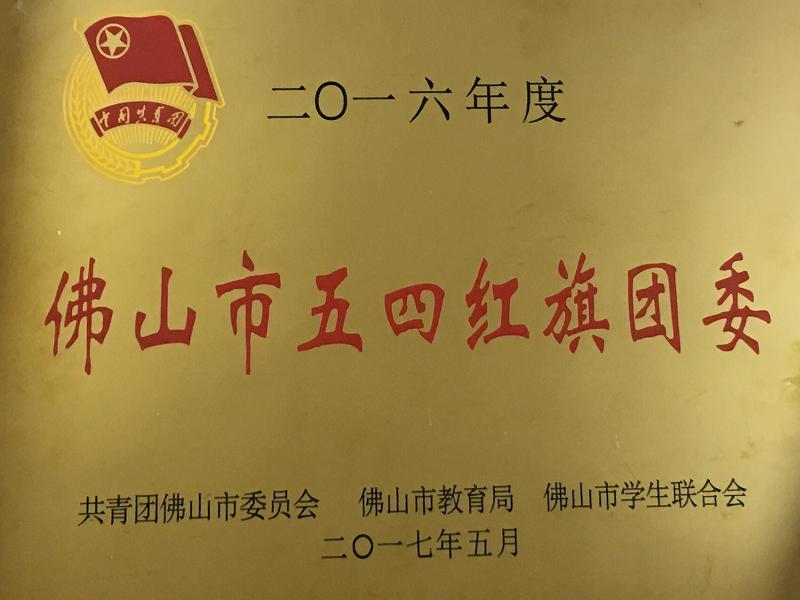 中国共青团
二〇一六年度
佛山市五四红旗团委
共青团佛山市委员会 佛山市教育局 佛山市学生联合会
二〇一七年五月